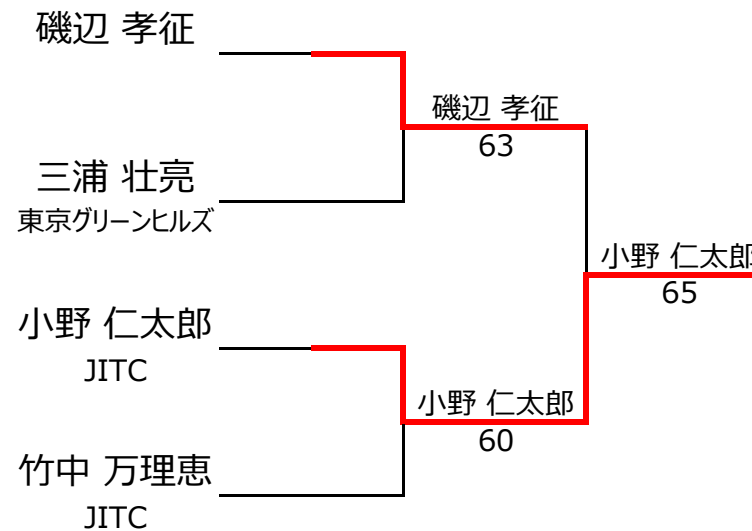 磯辺 孝征
磯辺 孝征
63
三浦 壮亮
東京グリーンヒルズ
小野 仁太郎
65
小野 仁太郎
JITC
小野 仁太郎
60
竹中 万理恵
JITC